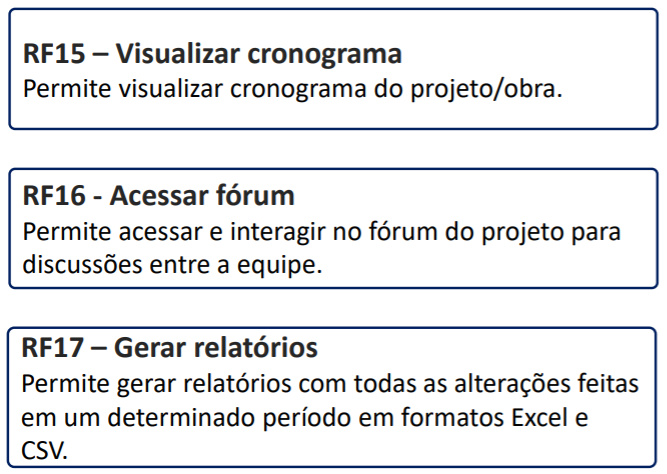 RF15 – Visualizar cronograma
Permite visualizar cronograma do projeto/obra.
RF16 - Acessar fórum
Permite acessar e interagir no fórum do projeto para
discussões entre a equipe.
RF17 – Gerar relatórios
Permite gerar relatórios com todas as alterações feitas
em um determinado período em formatos Excel e
CSV.